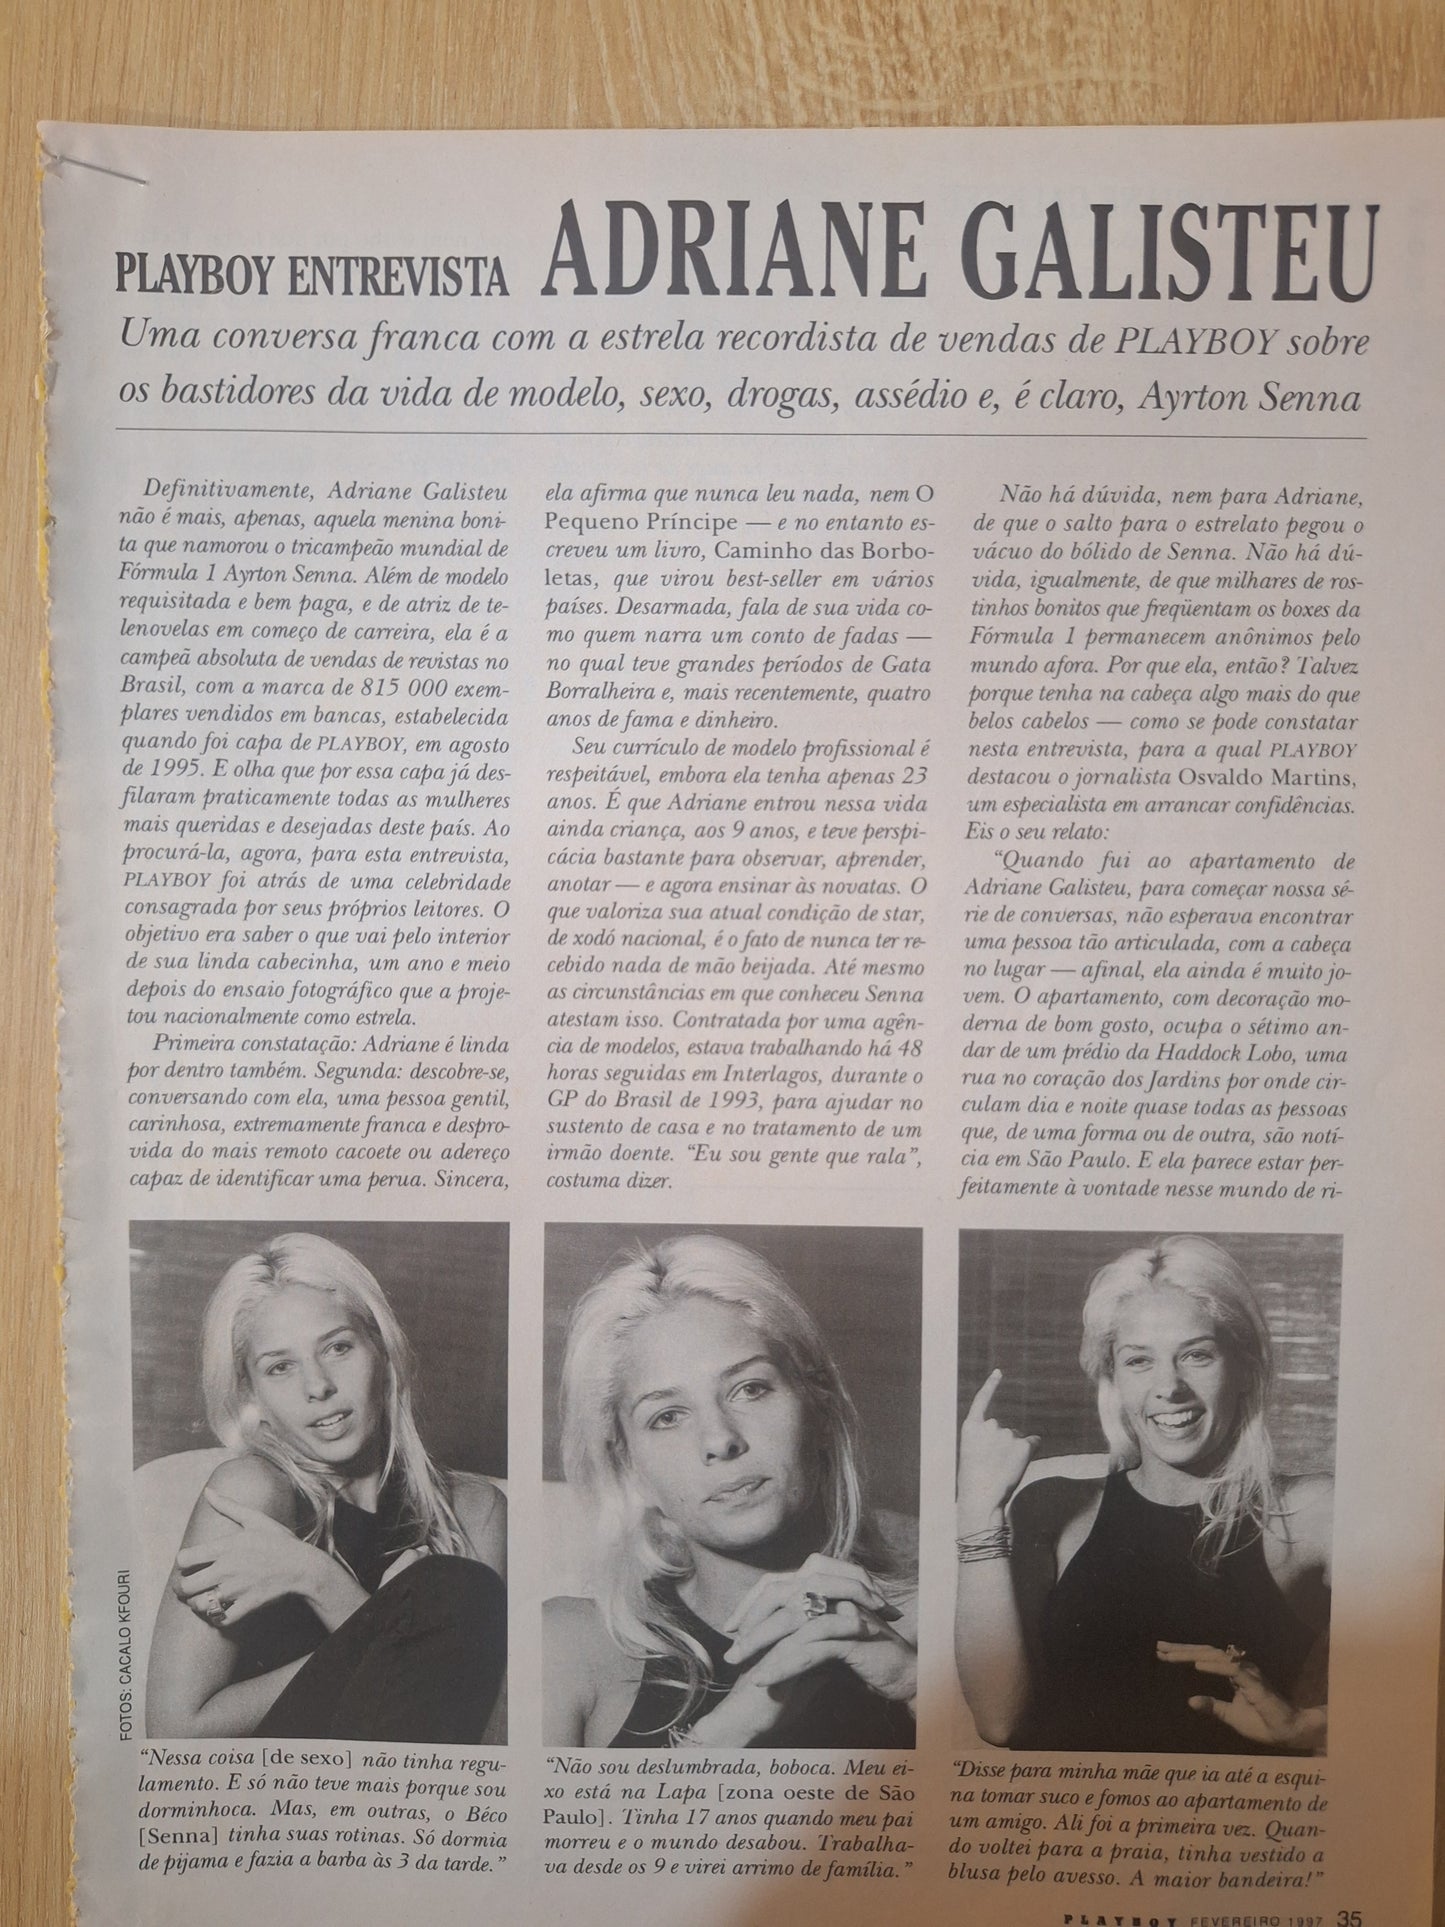 PLAYBOY ENTREVISTA ADRIANE GALISTEU
Uma conversa franca com a estrela recordista de vendas de PLAYBOY sobre
os bastidores da vida de modelo, sexo, drogas, assédio e, é claro, Ayrton Senna
Definitivamente, Adriane Galisteu
não é mais, apenas, aquela menina boni-
ta que namorou o tricampeão mundial de
Fórmula 1 Ayrton Senna. Além de modelo
requisitada e bem paga, e de atriz de te-
lenovelas em começo de carreira, ela é a
campeã absoluta de vendas de revistas no
Brasil, com a marca de 815 000 exem-
plares vendidos em bancas, estabelecida
quando foi capa de PLAYBOY, em agosto
de 1995. E olha que por essa capa já des-
filaram praticamente todas as mulheres
mais queridas e desejadas deste país. Ao
procurá-la, agora, para esta entrevista,
PLAYBOY foi atrás de uma celebridade
consagrada por seus próprios leitores. O
objetivo era saber o que vai pelo interior
de sua linda cabecinha, um ano e meio
depois do ensaio fotográfico que a proje-
tou nacionalmente como estrela.
Primeira constatação: Adriane é linda
por dentro também. Segunda: descobre-se,
conversando com ela, uma pessoa gentil,
carinhosa, extremamente franca e despro-
vida do mais remoto cacoete ou adereço
capaz de identificar uma perua. Sincera,
ela afirma que nunca leu nada, nem O
Pequeno Príncipe — e no entanto es-
creveu um livro, Caminho das Borbo-
letas, que virou best-seller em vários
países. Desarmada, fala de sua vida co-
mo quem narra um conto de fadas —
no qual teve grandes períodos de Gata
Borralheira e, mais recentemente, quatro
anos de fama e dinheiro.
Seu currículo de modelo profissional é
respeitável, embora ela tenha apenas 23
anos. É que Adriane entrou nessa vida
ainda criança, aos 9 anos, e teve perspi-
cácia bastante para observar, aprender,
anotar — e agora ensinar às novatas. O
que valoriza sua atual condição de star,
de xodó nacional, é o fato de nunca ter re-
cebido nada de mão beijada. Até mesmo
as circunstâncias em que conheceu Senna
atestam isso. Contratada por uma agên-
cia de modelos, estava trabalhando há 48
horas seguidas em Interlagos, durante o
GP do Brasil de 1993, para ajudar no
sustento de casa e no tratamento de um
irmão doente. “Eu sou gente que rala”,
costuma dizer.
Não há dúvida, nem para Adriane,
de que o salto para o estrelato pegou o
vácuo do bólido de Senna. Não há dú-
vida, igualmente, de que milhares de ros-
tinhos bonitos que freqüentam os boxes da
Fórmula 1 permanecem anônimos pelo
mundo afora. Por que ela, então? Talvez
porque tenha na cabeça algo mais do que
belos cabelos — como se pode constatar
nesta entrevista, para a qual PLAYBOY
destacou o jornalista Osvaldo Martins,
um especialista em arrancar confidências.
Eis o seu relato:
“Quando fui ao apartamento de
Adriane Galisteu, para começar nossa sé-
rie de conversas, não esperava encontrar
uma pessoa tão articulada, com a cabeça
no lugar — afinal, ela ainda é muito jo-
vem. O apartamento, com decoração mo-
derna de bom gosto, ocupa o sétimo an-
dar de um prédio da Haddock Lobo, uma
rua no coração dos Jardins por onde cir-
culam dia e noite quase todas as pessoas
que, de uma forma ou de outra, são notí-
cia em São Paulo. E ela parece estar per-
feitamente à vontade nesse mundo de ri-
FOTOS: CACALO KFOURI
“Nessa coisa [de sexo] não tinha regu-
lamento. E só não teve mais porque sou
dorminhoca. Mas, em outras, o Béco
[Senna] tinha suas rotinas. Só dormia
de pijama e fazia a barba às 3 da tarde.”
“Não sou deslumbrada, boboca. Meu ei-
xo está na Lapa [zona oeste de São
Paulo]. Tinha 17 anos quando meu pai
morreu e o mundo desabou. Trabalha-
va desde os 9 e virei arrimo de família.”
“Disse para minha mãe que ia até a esqui-
na tomar suco e fomos ao apartamento de
um amigo. Ali foi a primeira vez. Quan-
do voltei para a praia, tinha vestido a
blusa pelo avesso. A maior bandeira!”
PLAYBOY FEVEREIRO 1997 35